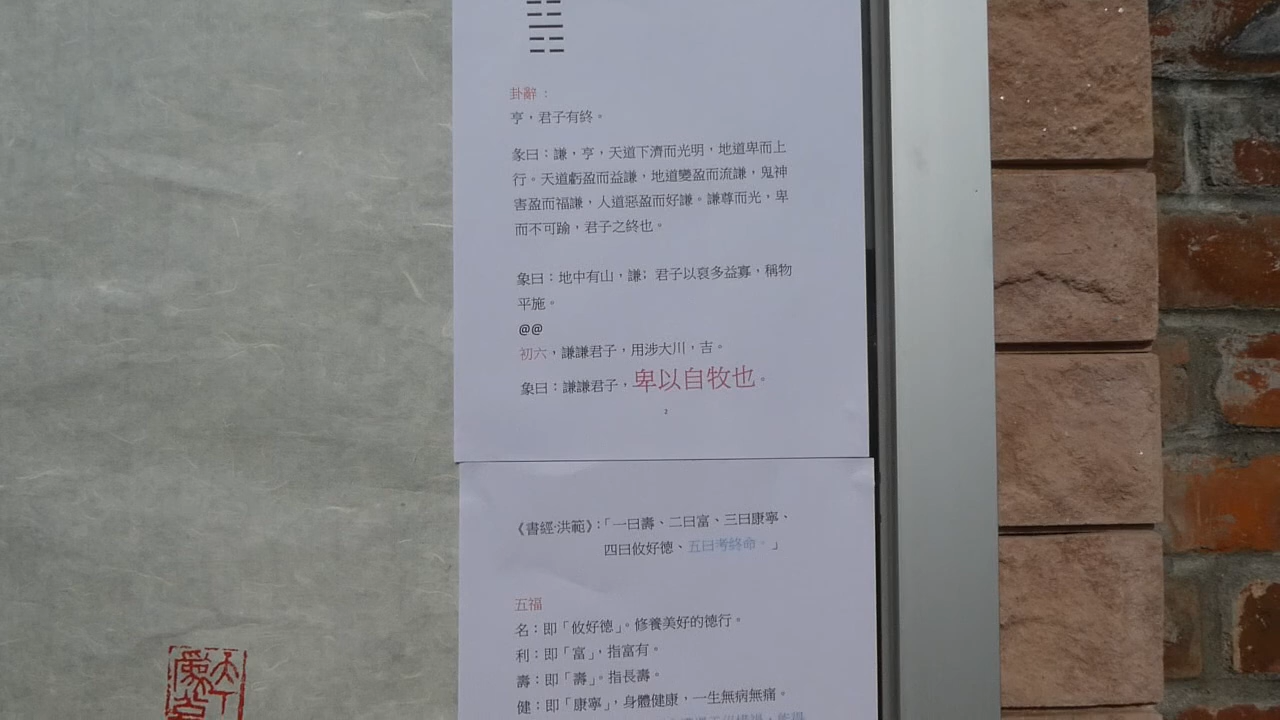 卦辭：
亨，君子有終。
彖曰：謙，亨，天道下濟而光明，地道卑而上
行。天道虧盈而益謙，地道變盈而流謙，鬼神
害盈而福謙，人道惡盈而好謙。謙尊而光，卑
而不可踰，君子之終也。
象曰：地中有山，謙；君子以裒多益寡，稱物
平施。
@@
初六，謙謙君子，用涉大川，吉。
象曰：謙謙君子，卑以自牧也。
2
《書經·洪範》：「一曰壽、二曰富、三曰康寧、
四曰攸好德、五曰考終命。」
五福
名：即「攸好德」。修養美好的德行。
利：即「富」，指富有。
壽：即「壽」。指長壽。
健：即「康寧」，身體健康，一生無病無痛。